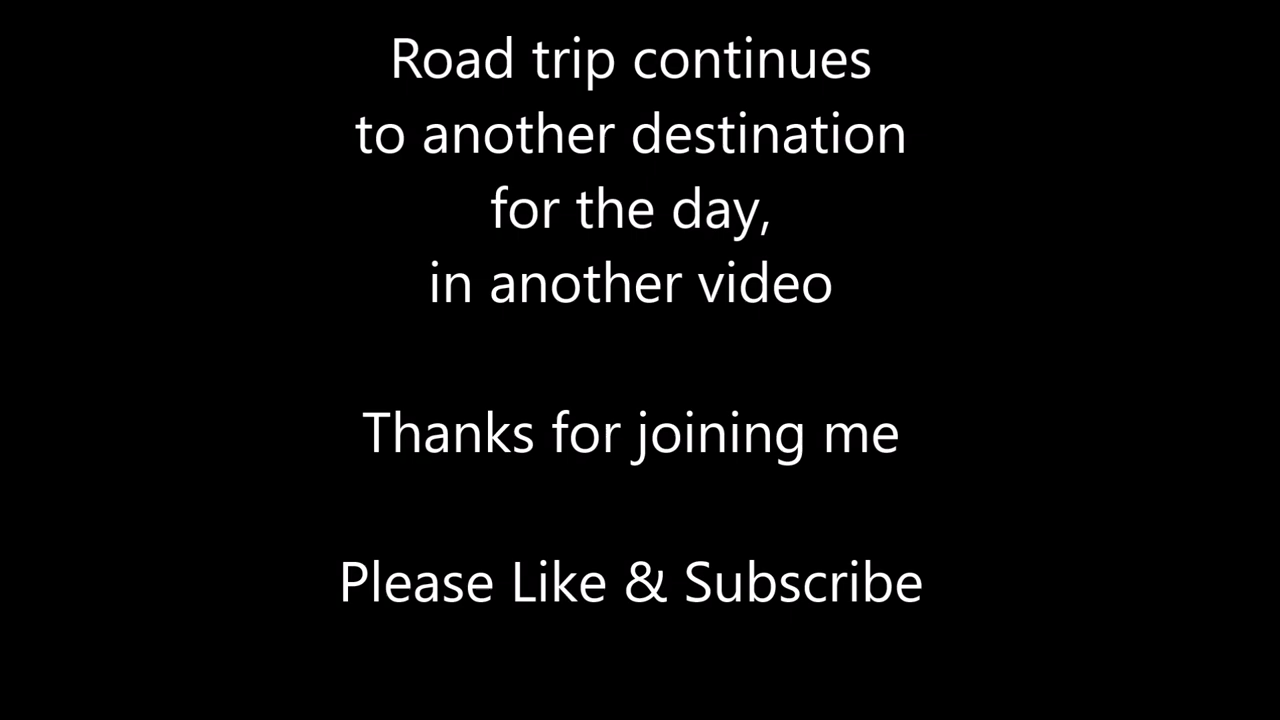 Road trip continues
to another destination
for the day,
in another video
Thanks for joining me
Please Like & Subscribe